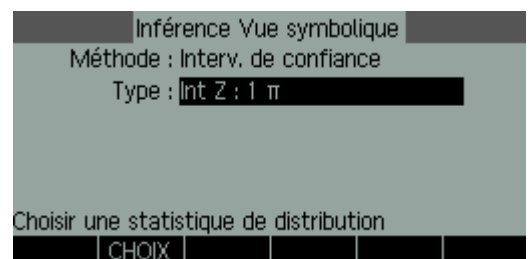 Inférence Vue symbolique
Méthode : Interv. de confiance
Type : Int Z : 1 π
Choisir une statistique de distribution
CHOIX